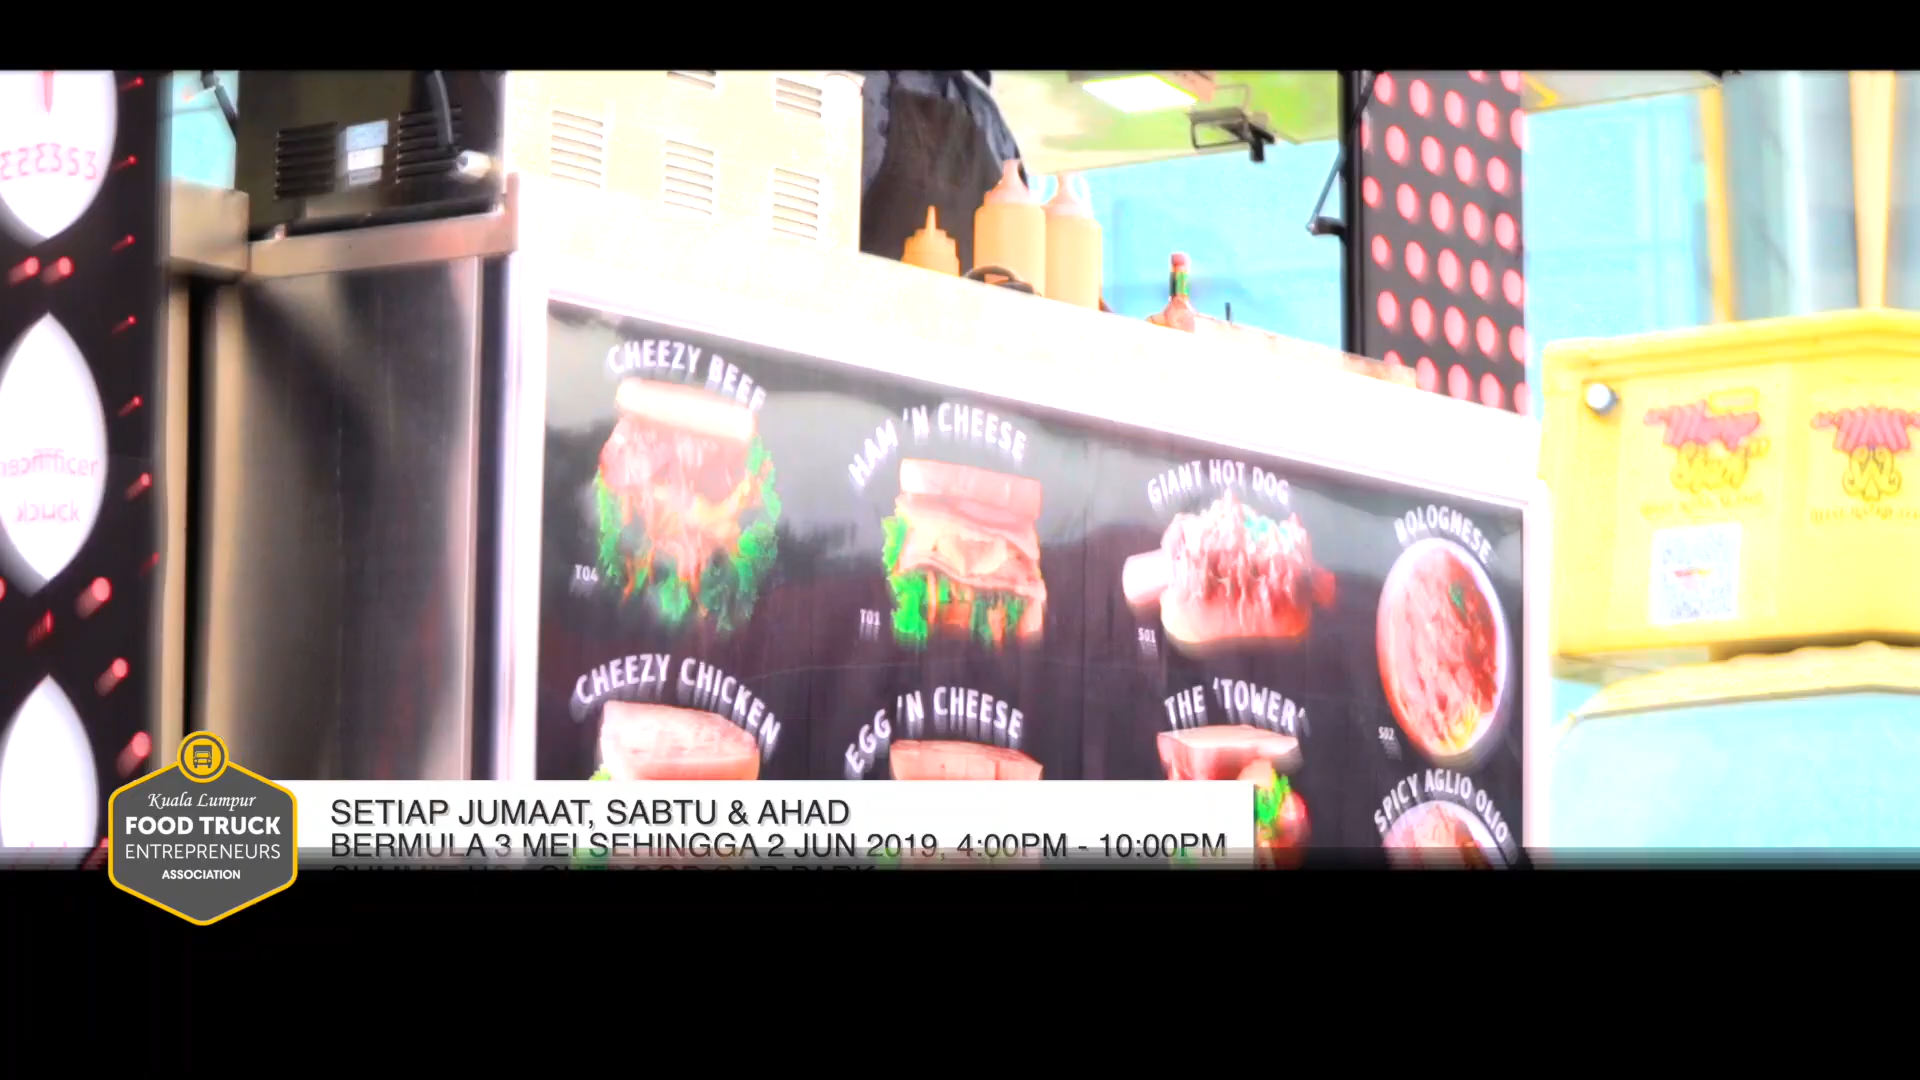 CHEEZY BEEF
HAM 'N CHEESE
GIANT HOT DOG
BOLOGNESE
T04
T01
S01
S02
CHEEZY CHICKEN
EGG 'N CHEESE
THE 'TOWER'
SPICY AGLIO OLIO
Kuala Lumpur
FOOD TRUCK
ENTREPRENEURS
ASSOCIATION
SETIAP JUMAAT, SABTU & AHAD
BERMULA 3 MEI SEHINGGA 2 JUN 2019, 4:00PM - 10:00PM